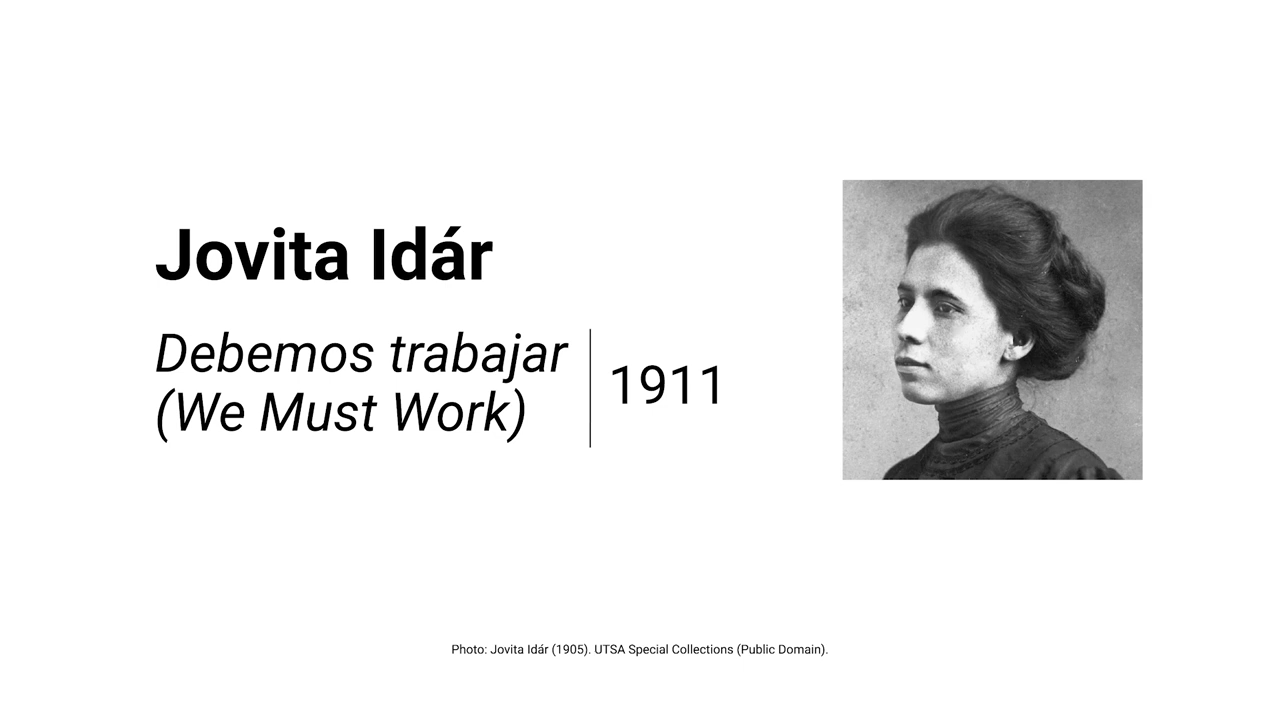 Jovita Idár
Debemos trabajar
(We Must Work)
1911
Photo: Jovita Idár (1905). UTSA Special Collections (Public Domain).